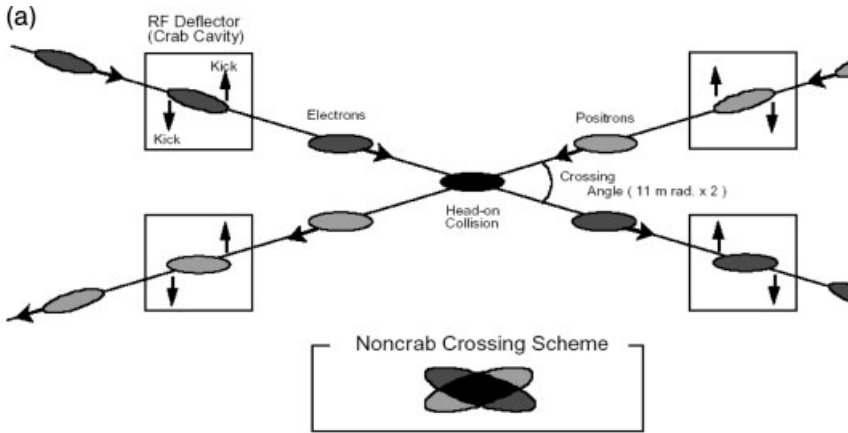 (a)
RF Deflector
(Crab Cavity)
Kick
Kick
Electrons
Positrons
Crossing
Angle ( 11 m rad. x 2 )
Head-on
Collision
Noncrab Crossing Scheme